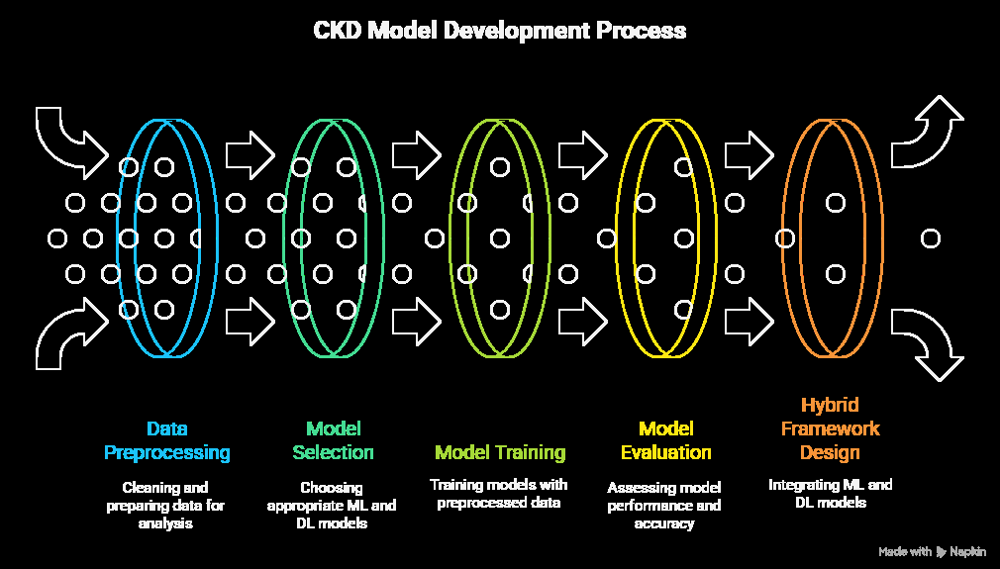 CKD Model Development Process
Data
Preprocessing
Cleaning and
preparing data for
analysis
Model
Selection
Choosing
appropriate ML and
DL models
Model Training
Training models with
preprocessed data
Model
Evaluation
Assessing model
performance and
accuracy
Hybrid
Framework
Design
Integrating ML and
DL models
Made with Napkin